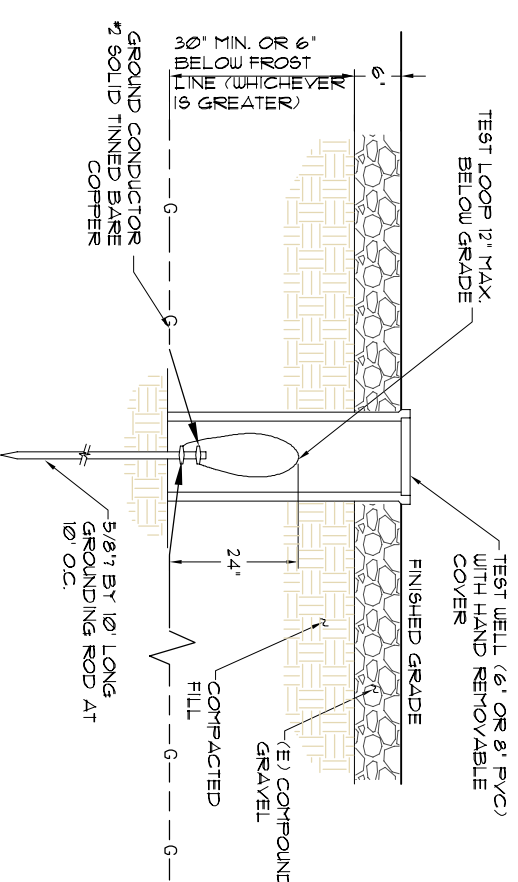 30" MIN. OR 6"
BELOW FROST
LINE (WHICHEVER
IS GREATER)
6'
GROUND CONDUCTOR
#2 SOLID TINNED BARE
COPPER
TEST LOOP 12" MAX.
BELOW GRADE
TEST WELL (6' OR 8' PVC)
WITH HAND REMOVABLE
COVER
FINISHED GRADE
(E) COMPOUND
GRAVEL
COMPACTED
FILL
24"
5/8"? BY 10' LONG
GROUNDING ROD AT
10' O.C.
G
G
G
G